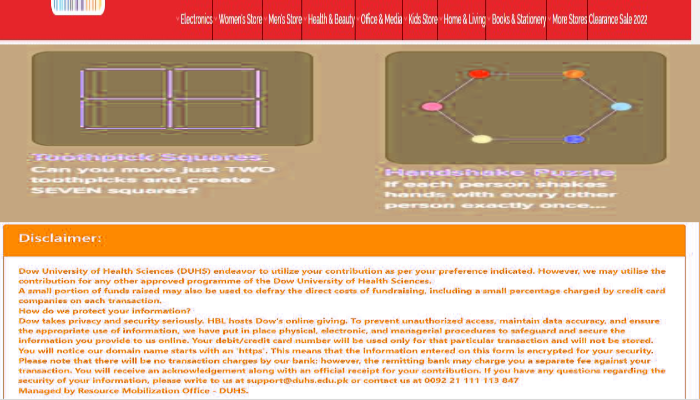 Electronics Women's Store Men's Store Health & Beauty Office & Media Kids Store Home & Living Books & Stationery More Stores Clearance Sale 2022
Toothpick Squares
Can you move just TWO
toothpicks and create
SEVEN squares?
Handshake Puzzle
If each person shakes
hands with every other
person exactly once...
Disclaimer:
Dow University of Health Sciences (DUHS) endeavor to utilize your contribution as per your preference indicated. However, we may utilise the
contribution for any other approved programme of the Dow University of Health Sciences.
A small portion of funds raised may also be used to defray the direct costs of fundraising, including a small percentage charged by credit card
companies on each transaction.
How do we protect your information?
Dow takes privacy and security seriously. HBL hosts Dow's online giving. To prevent unauthorized access, maintain data accuracy, and ensure
the appropriate use of information, we have put in place physical, electronic, and managerial procedures to safeguard and secure the
information you provide to us online. Your debit/credit card number will be used only for that particular transaction and will not be stored.
You will notice our domain name starts with an 'https'. This means that the information entered on this form is encrypted for your security.
Please note that there will be no transaction charges by our bank: however, the remitting bank may charge you a separate fee against your
transaction. You will receive an acknowledgement along with an official receipt for your contribution. If you have any questions regarding the
security of your information, please write to us at support@duhs.edu.pk or contact us at 0092 21 111 113 847
Managed by Resource Mobilization Office - DUHS.